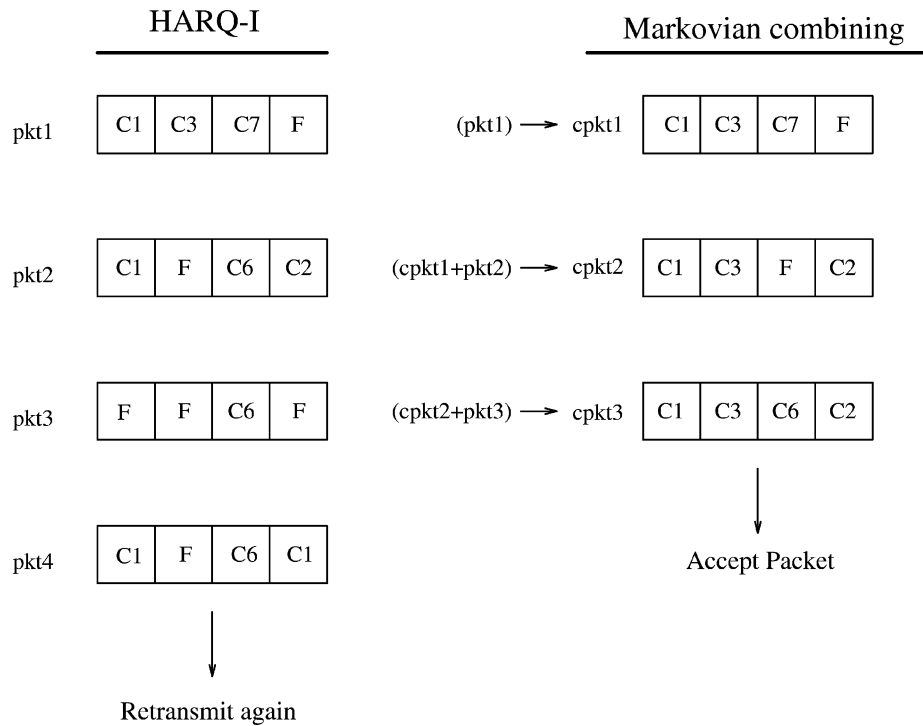 HARQ-I
Markovian combining
pkt1 C1 C3 C7 F
(pkt1) cpkt1 C1 C3 C7 F
pkt2 C1 F C6 C2
(cpkt1+pkt2) cpkt2 C1 C3 F C2
pkt3 F F C6 F
(cpkt2+pkt3) cpkt3 C1 C3 C6 C2
pkt4 C1 F C6 C1
Accept Packet
Retransmit again